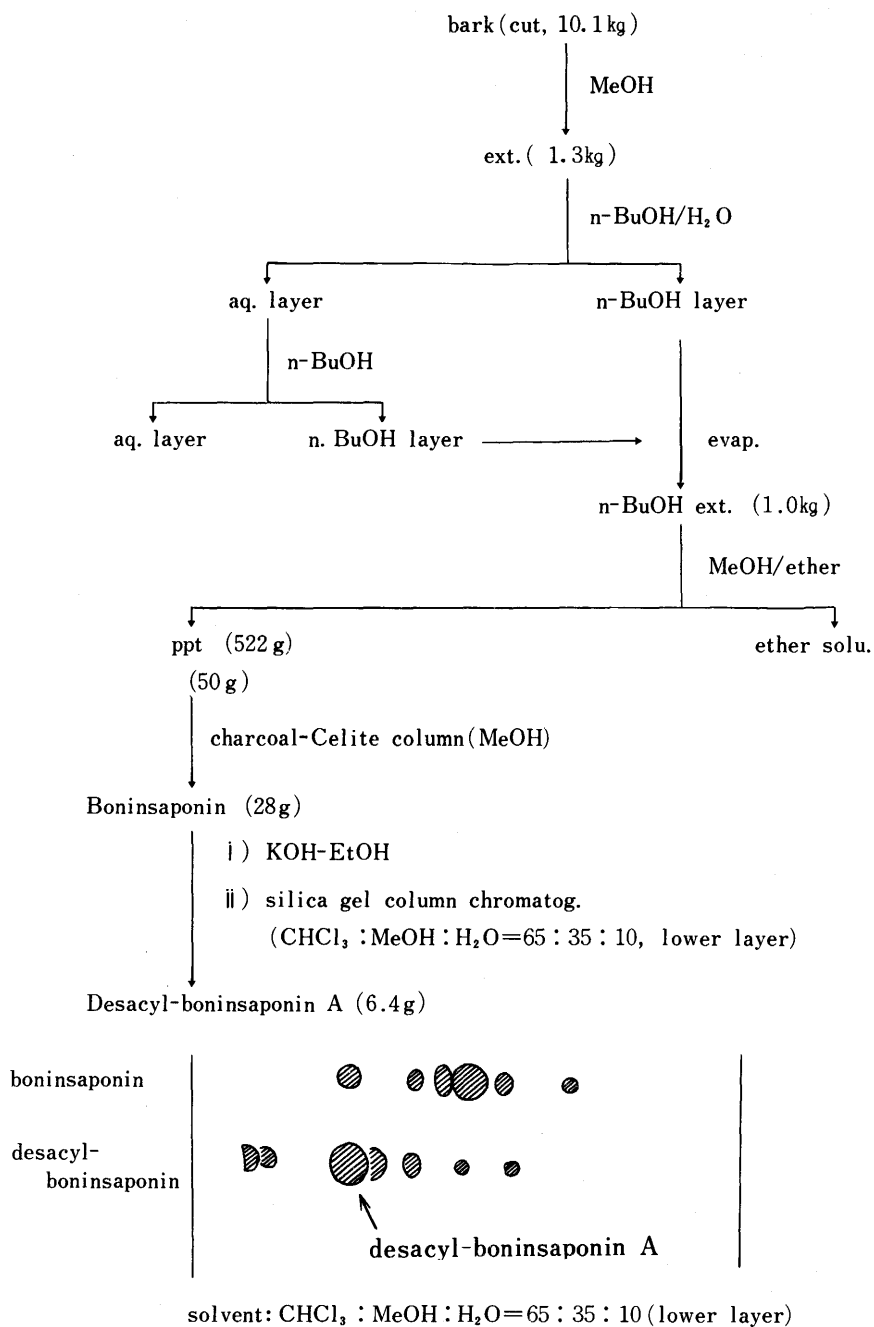 bark (cut, 10.1kg)
MeOH
ext. ( 1.3kg)
n-BuOH/H₂O
aq. layer
n-BuOH layer
n-BuOH
aq. layer
n. BuOH layer
evap.
n-BuOH ext. (1.0kg)
MeOH/ether
ppt (522g)
ether solu.
(50g)
charcoal-Celite column(MeOH)
Boninsaponin (28g)
i) KOH-EtOH
ii) silica gel column chromatog.
(CHCl₃ : MeOH : H₂O=65 : 35 : 10, lower layer)
Desacyl-boninsaponin A (6.4g)
boninsaponin
desacyl-
boninsaponin
desacyl-boninsaponin A
solvent: CHCl₃ : MeOH : H₂O=65 : 35 : 10 (lower layer)